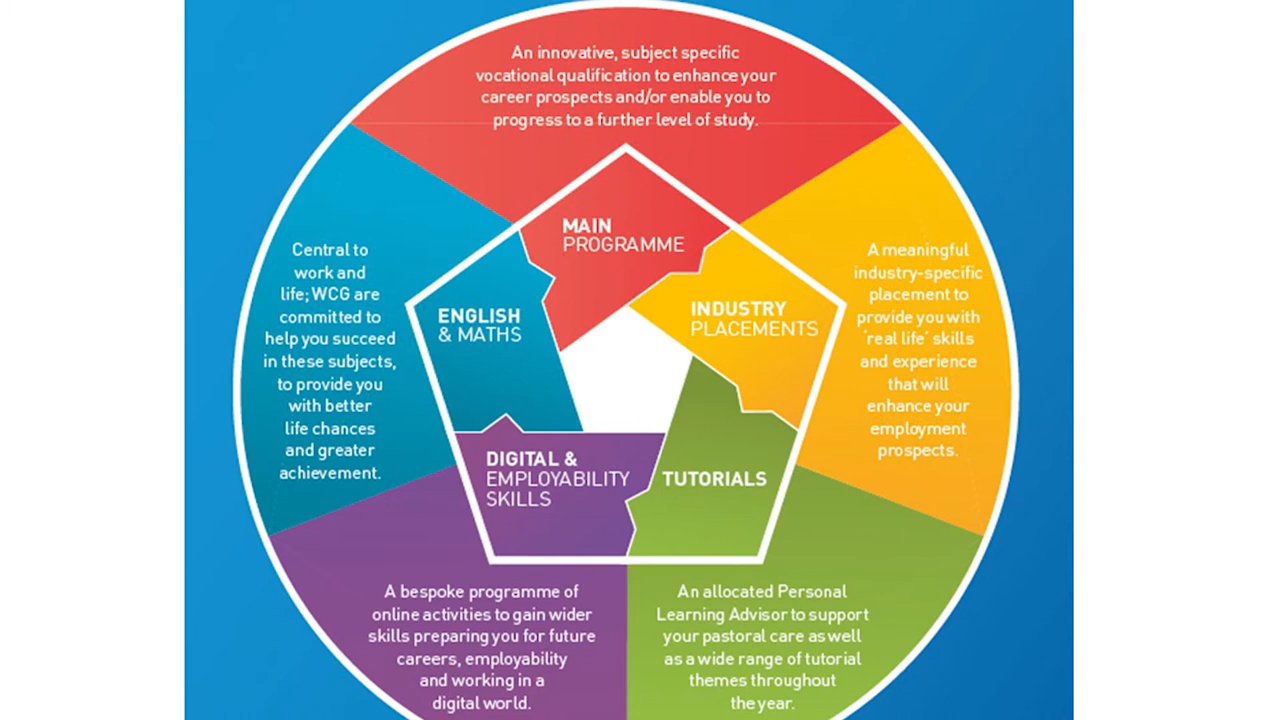 An innovative, subject specific
vocational qualification to enhance your
career prospects and/or enable you to
progress to a further level of study.
MAIN
PROGRAMME
Central to
work and
life; WCG are
committed to
help you succeed
in these subjects,
to provide you
with better
life chances
and greater
achievement.
ENGLISH
& MATHS
INDUSTRY
PLACEMENTS
A meaningful
industry-specific
placement to
provide you with
'real life' skills
and experience
that will
enhance your
employment
prospects.
DIGITAL &
EMPLOYABILITY
SKILLS
TUTORIALS
A bespoke programme of
online activities to gain wider
skills preparing you for future
careers, employability
and working in a
digital world.
An allocated Personal
Learning Advisor to support
your pastoral care as well
as a wide range of tutorial
themes throughout
the year.